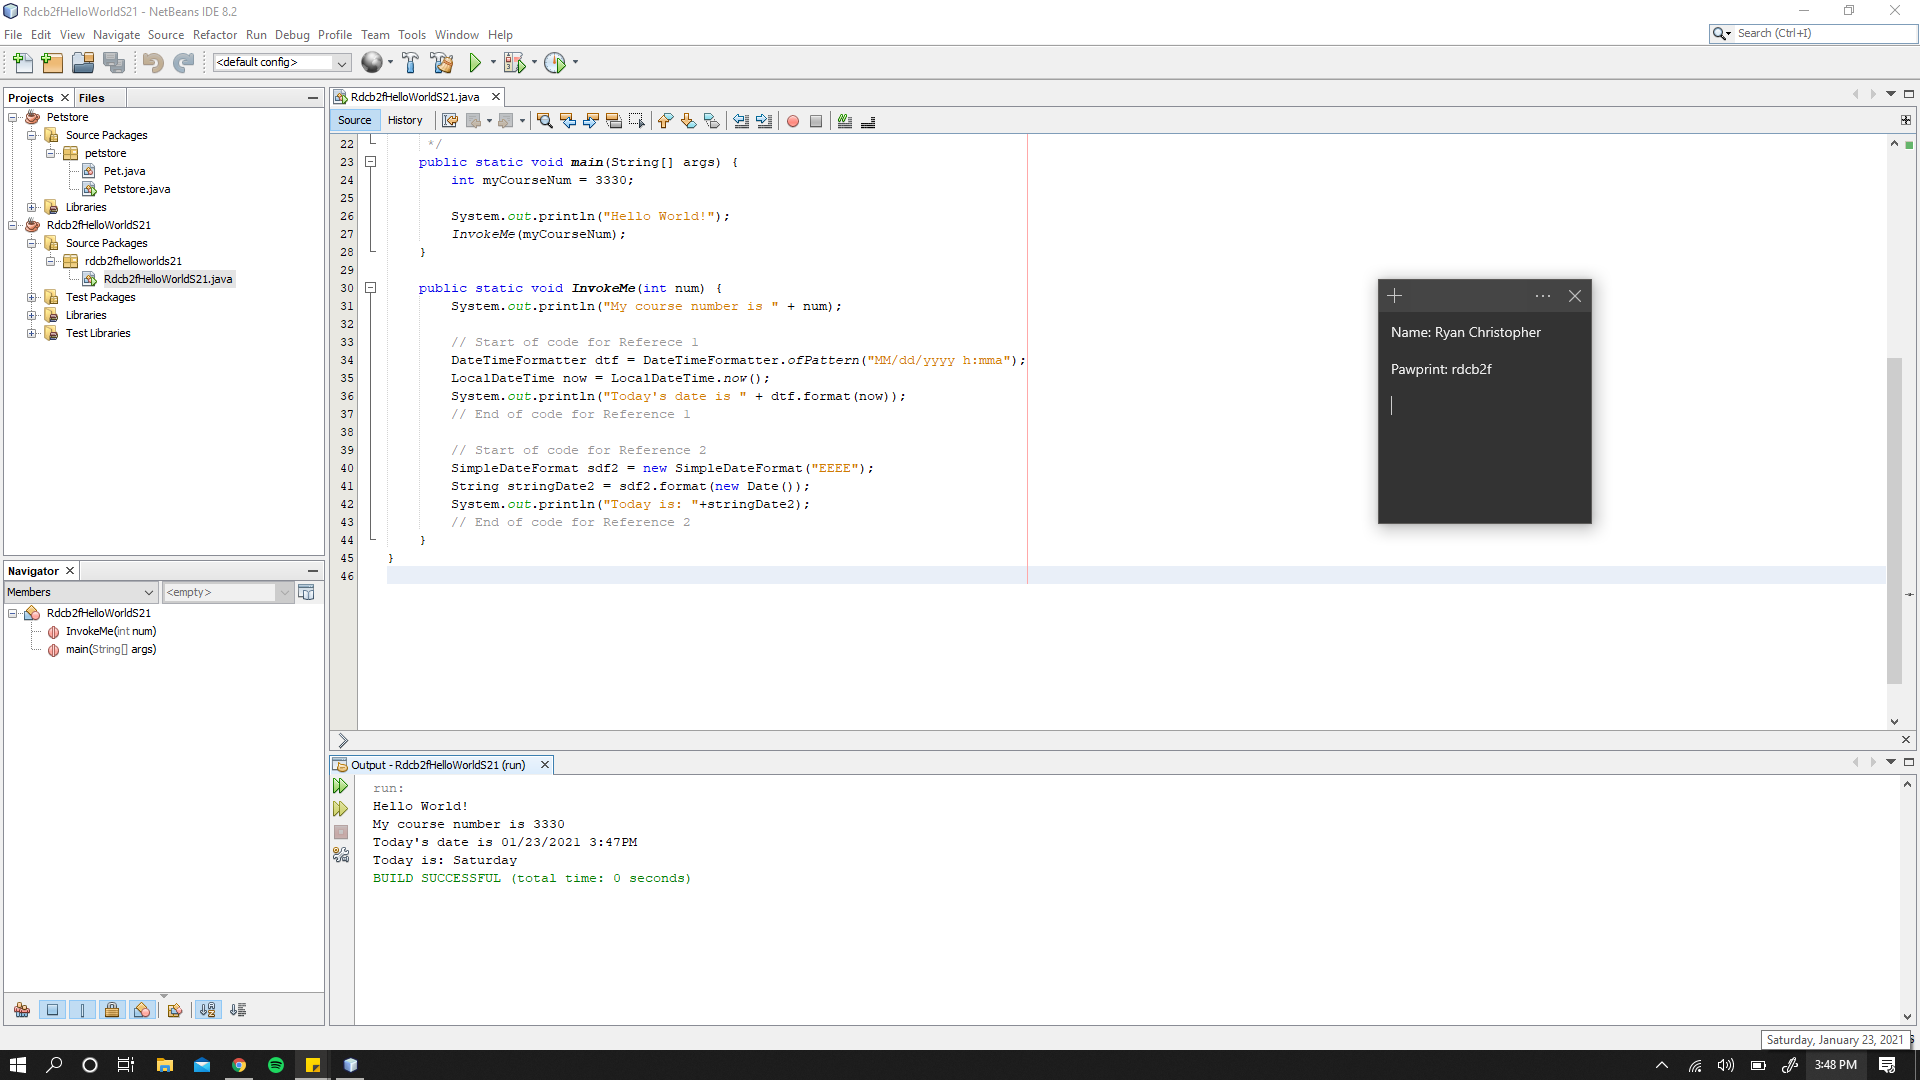 Rdcb2fHelloWorldS21 - NetBeans IDE 8.2
File Edit View Navigate Source Refactor Run Debug Profile Team Tools Window Help
Search (Ctrl+I)
<default config>
Projects Files
Petstore
Source Packages
petstore
Pet.java
Petstore.java
Libraries
Rdcb2fHelloWorldS21
Source Packages
rdcb2fhelloworlds21
Rdcb2fHelloWorldS21.java
Test Packages
Libraries
Test Libraries
Navigator
Members <empty>
Rdcb2fHelloWorldS21
InvokeMe(int num)
main(String[] args)
Rdcb2fHelloWorldS21.java
Source History
22 */
23 public static void main(String[] args) {
24 int myCourseNum = 3330;
25
26 System.out.println("Hello World!");
27 InvokeMe(myCourseNum);
28 }
29
30 public static void InvokeMe(int num) {
31 System.out.println("My course number is " + num);
32
33 // Start of code for Referece 1
34 DateTimeFormatter dtf = DateTimeFormatter.ofPattern("MM/dd/yyyy h:mma");
35 LocalDateTime now = LocalDateTime.now();
36 System.out.println("Today's date is " + dtf.format(now));
37 // End of code for Reference 1
38
39 // Start of code for Reference 2
40 SimpleDateFormat sdf2 = new SimpleDateFormat("EEEE");
41 String stringDate2 = sdf2.format(new Date());
42 System.out.println("Today is: "+stringDate2);
43 // End of code for Reference 2
44 }
45 }
46
Name: Ryan Christopher
Pawprint: rdcb2f
Output - Rdcb2fHelloWorldS21 (run)
run:
Hello World!
My course number is 3330
Today's date is 01/23/2021 3:47PM
Today is: Saturday
BUILD SUCCESSFUL (total time: 0 seconds)
Saturday, January 23, 2021
3:48 PM